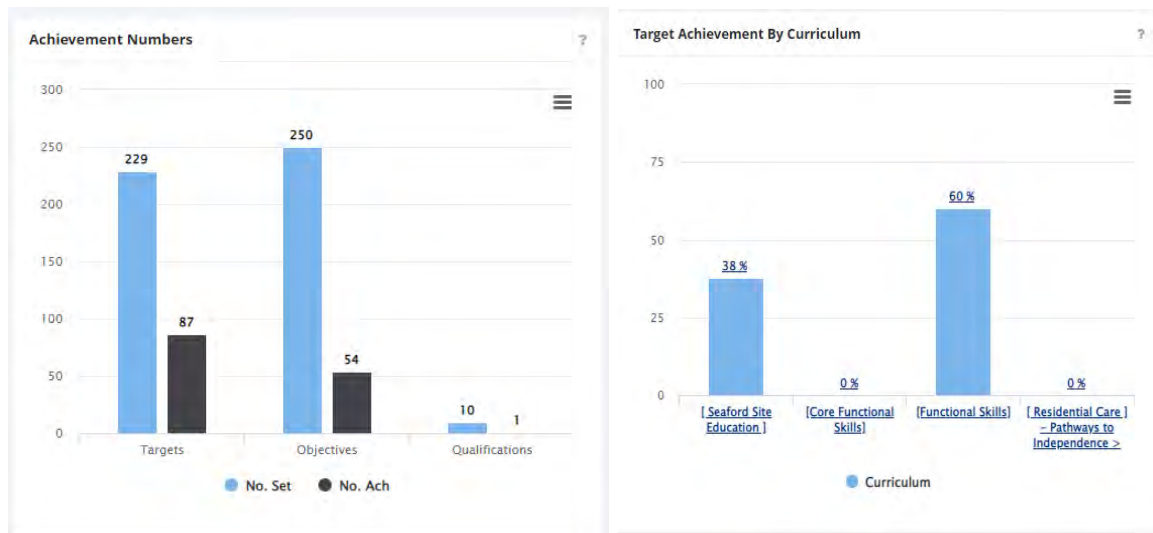 Achievement Numbers
?
300
250
200
150
100
50
0
229
87
250
54
10
1
Targets
Objectives
Qualifications
No. Set
No. Ach
Target Achievement By Curriculum
?
100
75
50
25
0
38 %
0 %
60 %
0 %
[ Seaford Site
Education ]
[Core Functional
Skills]
[Functional Skills]
[ Residential Care ]
– Pathways to
Independence >
Curriculum